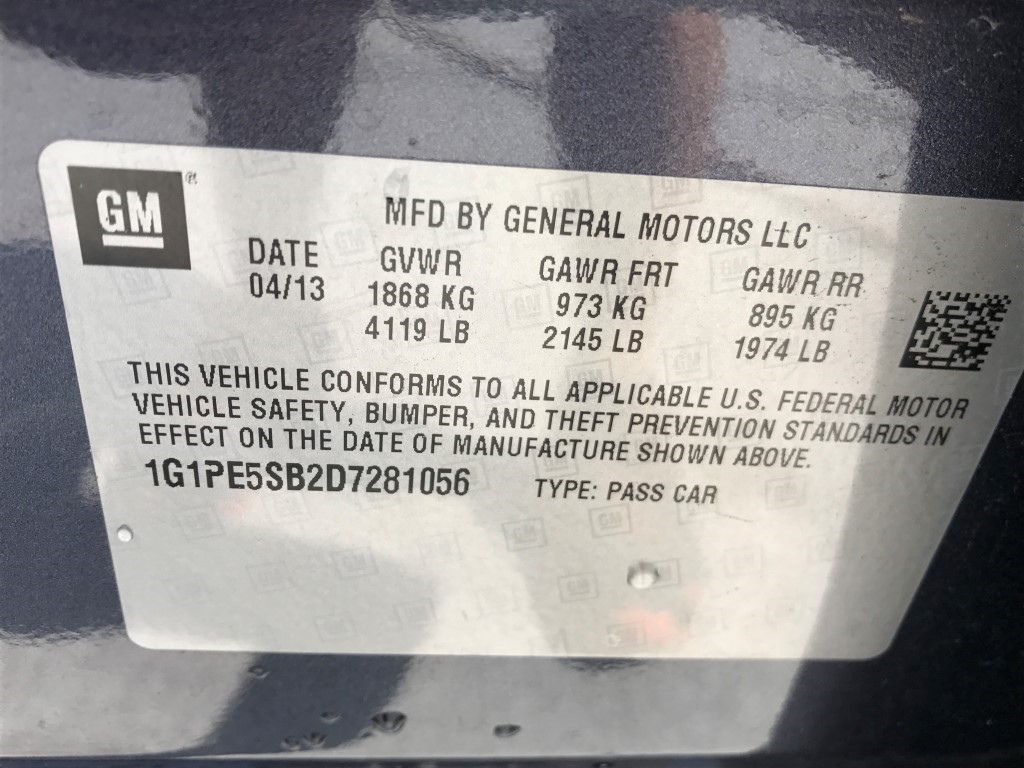 GM ®
MFD BY GENERAL MOTORS LLC
DATE GVWR GAWR FRT GAWR RR
04/13 1868 KG 973 KG 895 KG
4119 LB 2145 LB 1974 LB
THIS VEHICLE CONFORMS TO ALL APPLICABLE U.S. FEDERAL MOTOR
VEHICLE SAFETY, BUMPER, AND THEFT PREVENTION STANDARDS IN
EFFECT ON THE DATE OF MANUFACTURE SHOWN ABOVE.
1G1PE5SB2D7281056 TYPE: PASS CAR